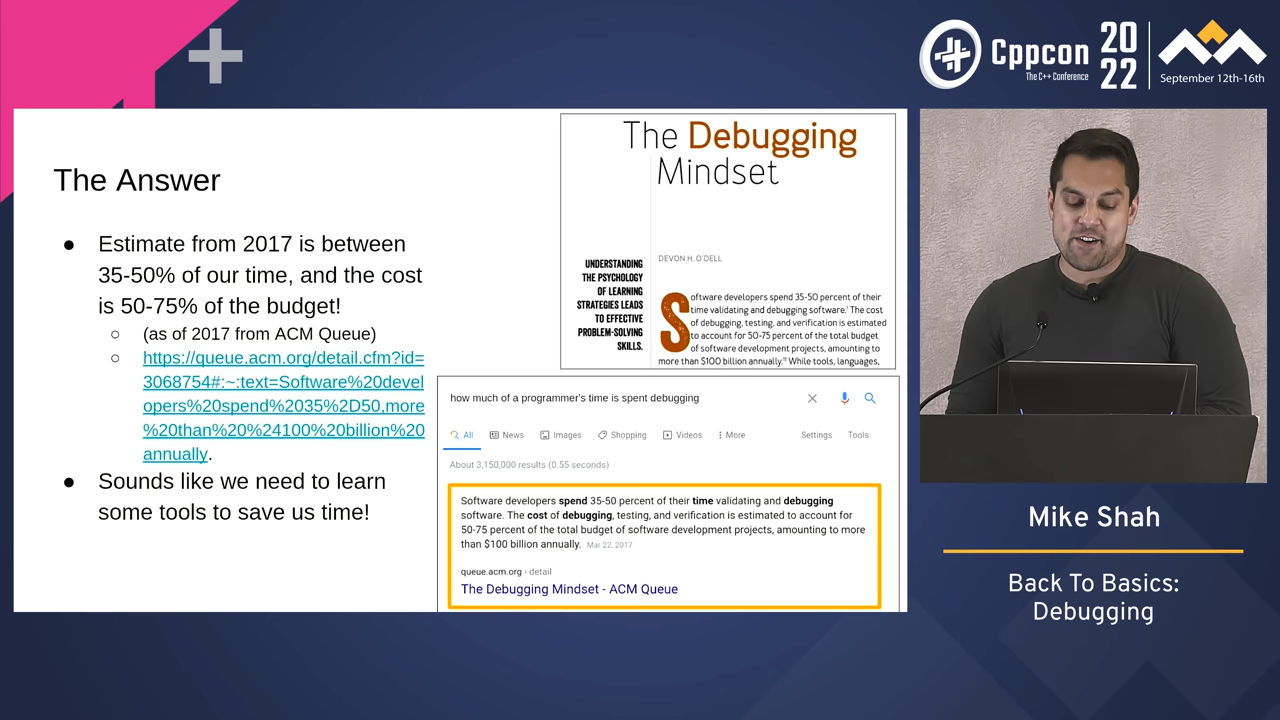 Cppcon
The C++ Conference
20
22
September 12th-16th
The Answer
● Estimate from 2017 is between
35-50% of our time, and the cost
is 50-75% of the budget!
○ (as of 2017 from ACM Queue)
○ https://queue.acm.org/detail.cfm?id=
3068754#:~:text=Software%20devel
opers%20spend%2035%2D50,more
%20than%20%24100%20billion%20
annually.
● Sounds like we need to learn
some tools to save us time!
The Debugging
Mindset
DEVON H. O'DELL
UNDERSTANDING
THE PSYCHOLOGY
OF LEARNING
STRATEGIES LEADS
TO EFFECTIVE
PROBLEM-SOLVING
SKILLS.
Software developers spend 35-50 percent of their
time validating and debugging software.¹ The cost
of debugging, testing, and verification is estimated
to account for 50-75 percent of the total budget
of software development projects, amounting to
more than $100 billion annually. While tools, languages,
how much of a programmer's time is spent debugging
All News Images Shopping Videos More Settings Tools
About 3,150,000 results (0.55 seconds)
Software developers spend 35-50 percent of their time validating and debugging
software. The cost of debugging, testing, and verification is estimated to account for
50-75 percent of the total budget of software development projects, amounting to more
than $100 billion annually. Mar 22, 2017
queue.acm.org › detail
The Debugging Mindset - ACM Queue
Mike Shah
Back To Basics:
Debugging